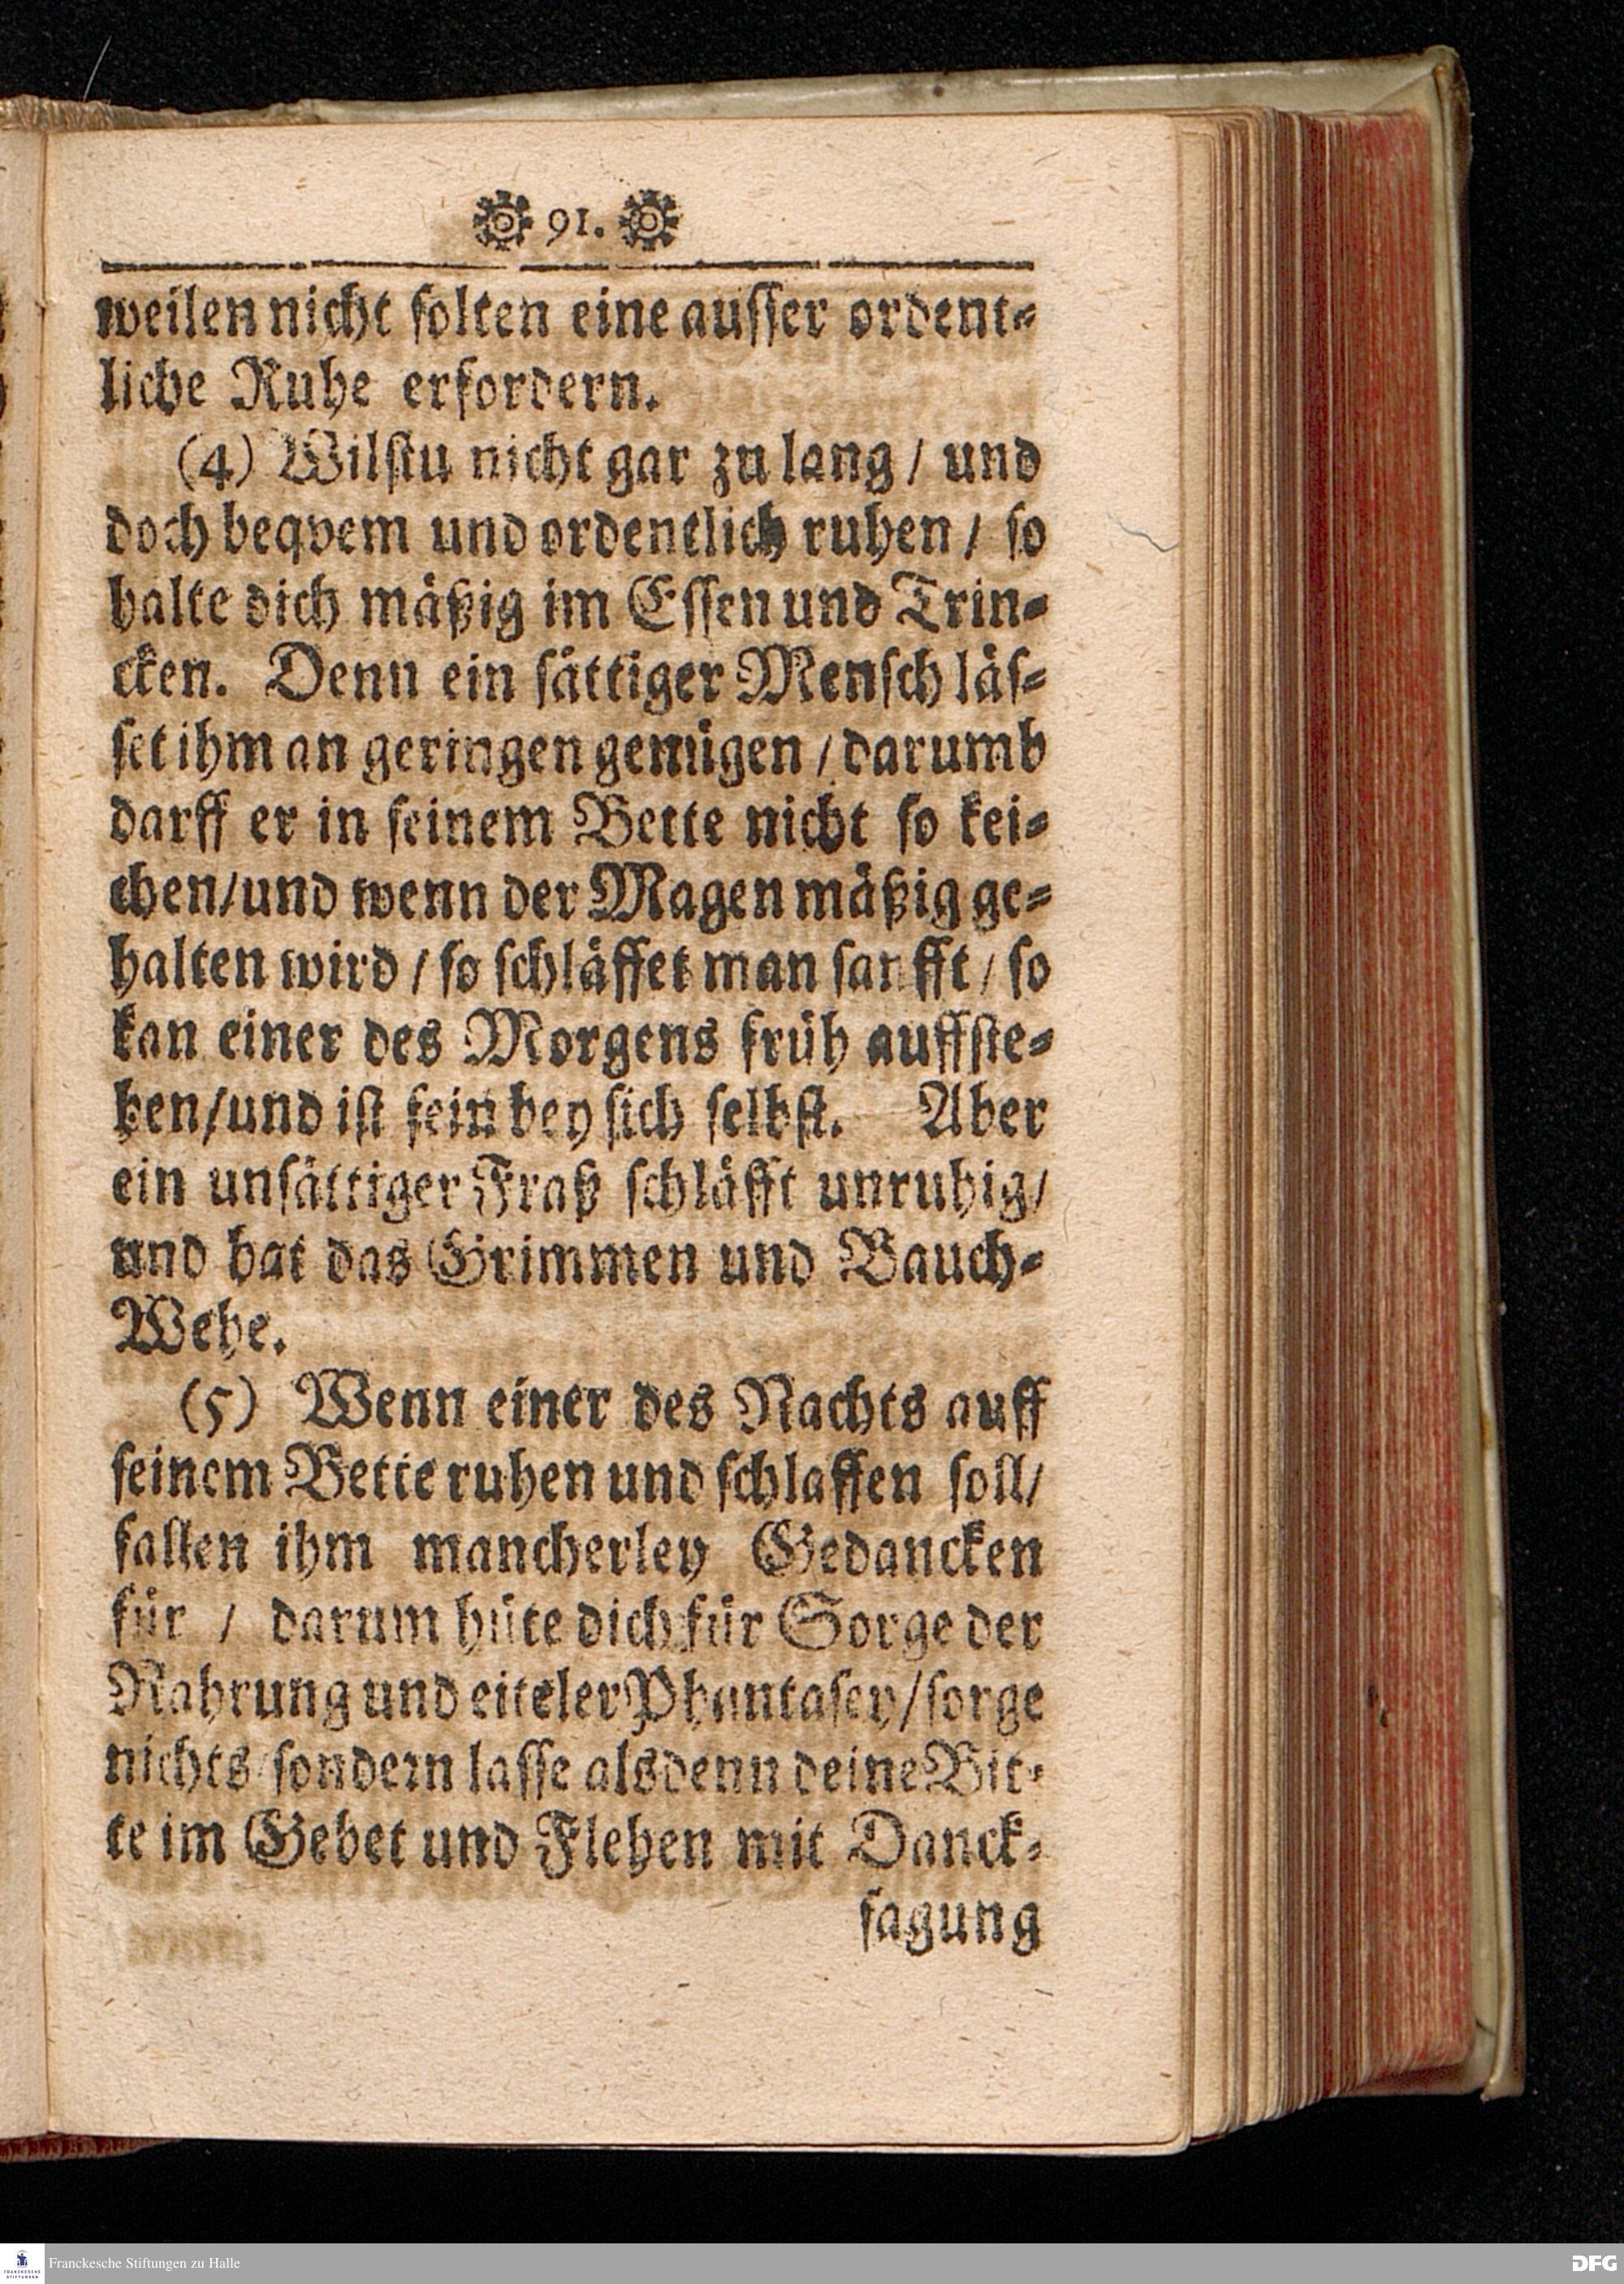 91.
weilen nicht solten eine ausser ordent-
liche Ruhe erfordern.
(4) Wilstu nicht gar zu lang / und
doch beqvem und ordentlich ruhen / so
halte dich mäßig im Essen und Trin-
cken. Denn ein sättiger Mensch läs-
set ihm an geringen genügen / darumb
darff er in seinem Bette nicht so kei-
chen/und wenn der Magen mäßig ge-
halten wird / so schläffet man sanfft / so
kan einer des Morgens früh auffste-
hen/und ist fein bey sich selbst. Aber
ein unsättiger Fraß schläfft unruhig/
und hat das Grimmen und Bauch-
Wehe.
(5) Wenn einer des Nachts auff
seinem Bette ruhen und schlaffen soll/
fallen ihm mancherley Gedancken
für / darum hüte dich für Sorge der
Nahrung und eiteler Phantasey/sorge
nichts/sondern lasse alsdenn deine Bit-
te im Gebet und Flehen mit Danck-
sagung
Franckesche Stiftungen zu Halle
DFG